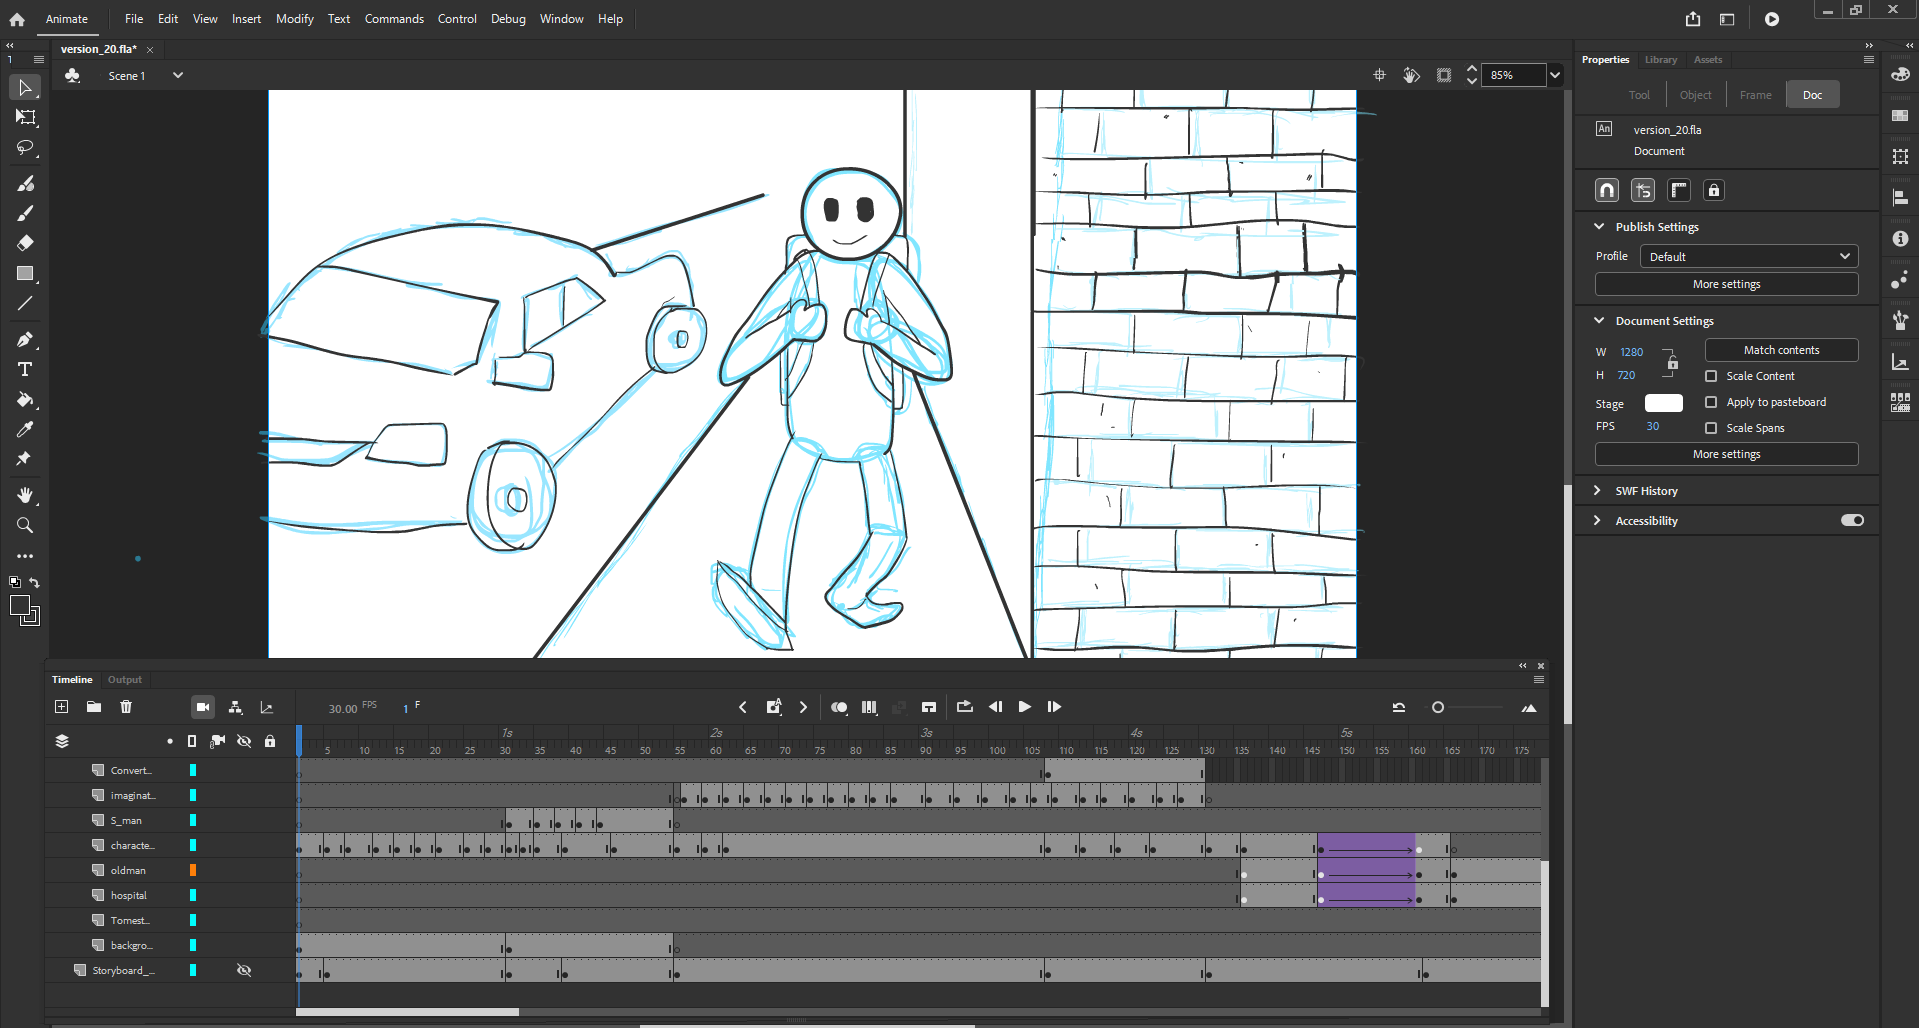 Animate File Edit View Insert Modify Text Commands Control Debug Window Help
version_20.fla*
Scene 1
85%
1
Properties Library Assets
Tool Object Frame Doc
An version_20.fla
Document
Publish Settings
Profile Default
More settings
Document Settings
W 1280 Match contents
H 720 Scale Content
Stage Apply to pasteboard
FPS 30 Scale Spans
More settings
SWF History
Accessibility
Timeline Output
30.00 FPS 1 F
1s 2s 3s 4s 5s
5 10 15 20 25 30 35 40 45 50 55 60 65 70 75 80 85 90 95 100 105 110 115 120 125 130 135 140 145 150 155 160 165 170 175
Convert...
imaginat...
S_man
characte...
oldman
hospital
Tomest...
backgro...
Storyboard_...